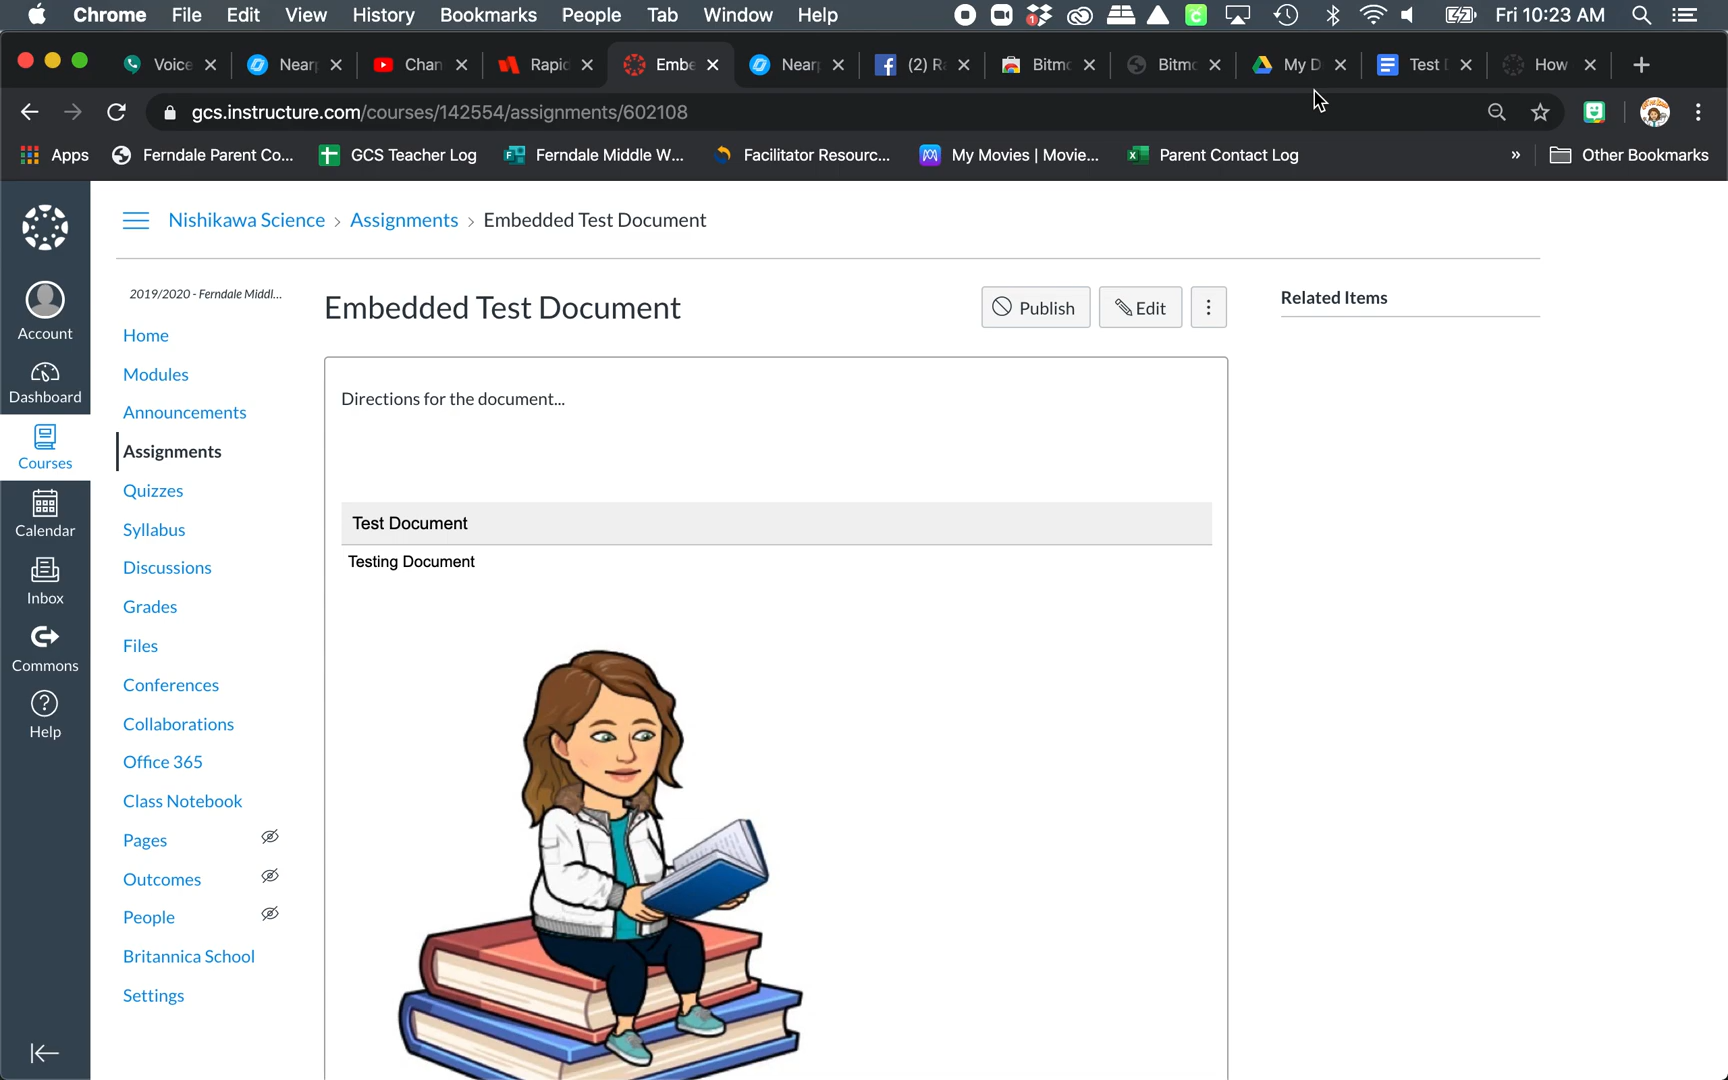 Chrome File Edit View History Bookmarks People Tab Window Help
1
Fri 10:23 AM
Voice
Near
Chan
Rapid
Embe
Near
(2) R
Bitmo
Bitmo
My D
Test
How
gcs.instructure.com/courses/142554/assignments/602108
Apps
Ferndale Parent Co...
GCS Teacher Log
Ferndale Middle W...
Facilitator Resourc...
My Movies | Movie...
Parent Contact Log
»
Other Bookmarks
Nishikawa Science > Assignments > Embedded Test Document
Account
Dashboard
Courses
Calendar
Inbox
Commons
Help
2019/2020 - Ferndale Middl...
Home
Modules
Announcements
Assignments
Quizzes
Syllabus
Discussions
Grades
Files
Conferences
Collaborations
Office 365
Class Notebook
Pages
Outcomes
People
Britannica School
Settings
Embedded Test Document
Publish
Edit
Related Items
Directions for the document...
Test Document
Testing Document